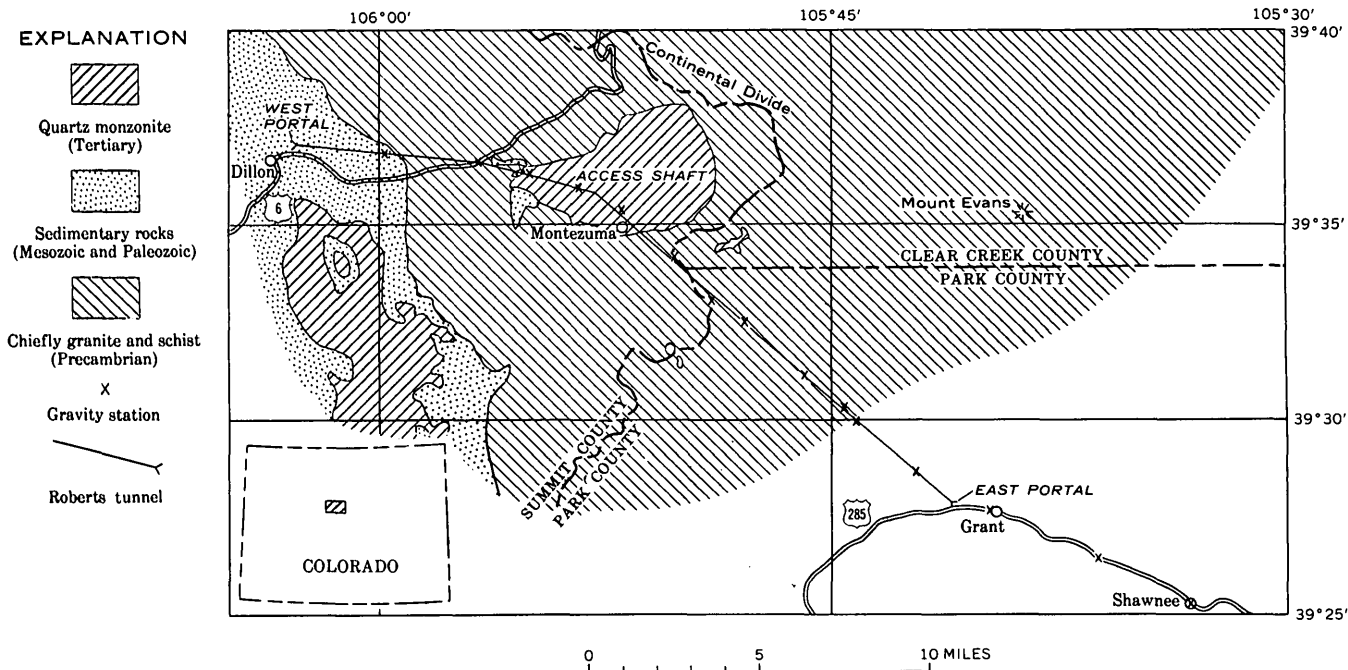 EXPLANATION
Quartz monzonite
(Tertiary)
Sedimentary rocks
(Mesozoic and Paleozoic)
Chiefly granite and schist
(Precambrian)
x
Gravity station
Roberts tunnel
106°00'
105°45'
105°30'
39°40'
39°35'
39°30'
39°25'
Continental Divide
WEST
PORTAL
Dillon
6
ACCESS SHAFT
Montezuma
Mount Evans
CLEAR CREEK COUNTY
PARK COUNTY
SUMMIT COUNTY
PARK COUNTY
EAST PORTAL
285
Grant
Shawnee
COLORADO
0 5 10 MILES